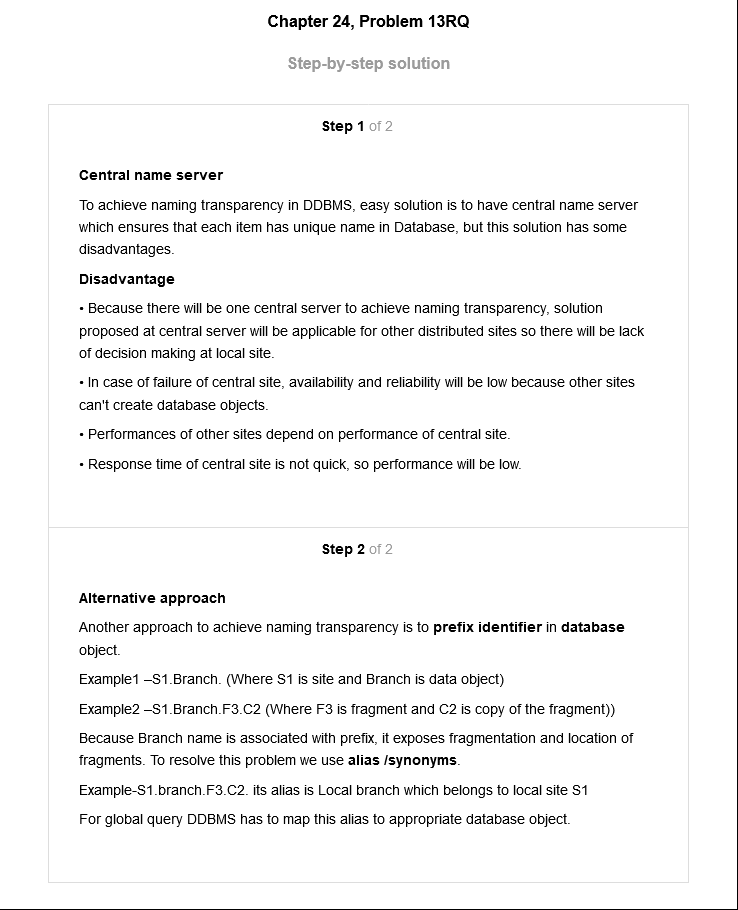 Chapter 24, Problem 13RQ
Step-by-step solution
Step 1 of 2
Central name server
To achieve naming transparency in DDBMS, easy solution is to have central name server
which ensures that each item has unique name in Database, but this solution has some
disadvantages.
Disadvantage
• Because there will be one central server to achieve naming transparency, solution
proposed at central server will be applicable for other distributed sites so there will be lack
of decision making at local site.
• In case of failure of central site, availability and reliability will be low because other sites
can't create database objects.
• Performances of other sites depend on performance of central site.
• Response time of central site is not quick, so performance will be low.
Step 2 of 2
Alternative approach
Another approach to achieve naming transparency is to prefix identifier in database
object.
Example1 –S1.Branch. (Where S1 is site and Branch is data object)
Example2 –S1.Branch.F3.C2 (Where F3 is fragment and C2 is copy of the fragment))
Because Branch name is associated with prefix, it exposes fragmentation and location of
fragments. To resolve this problem we use alias /synonyms.
Example-S1.branch.F3.C2. its alias is Local branch which belongs to local site S1
For global query DDBMS has to map this alias to appropriate database object.